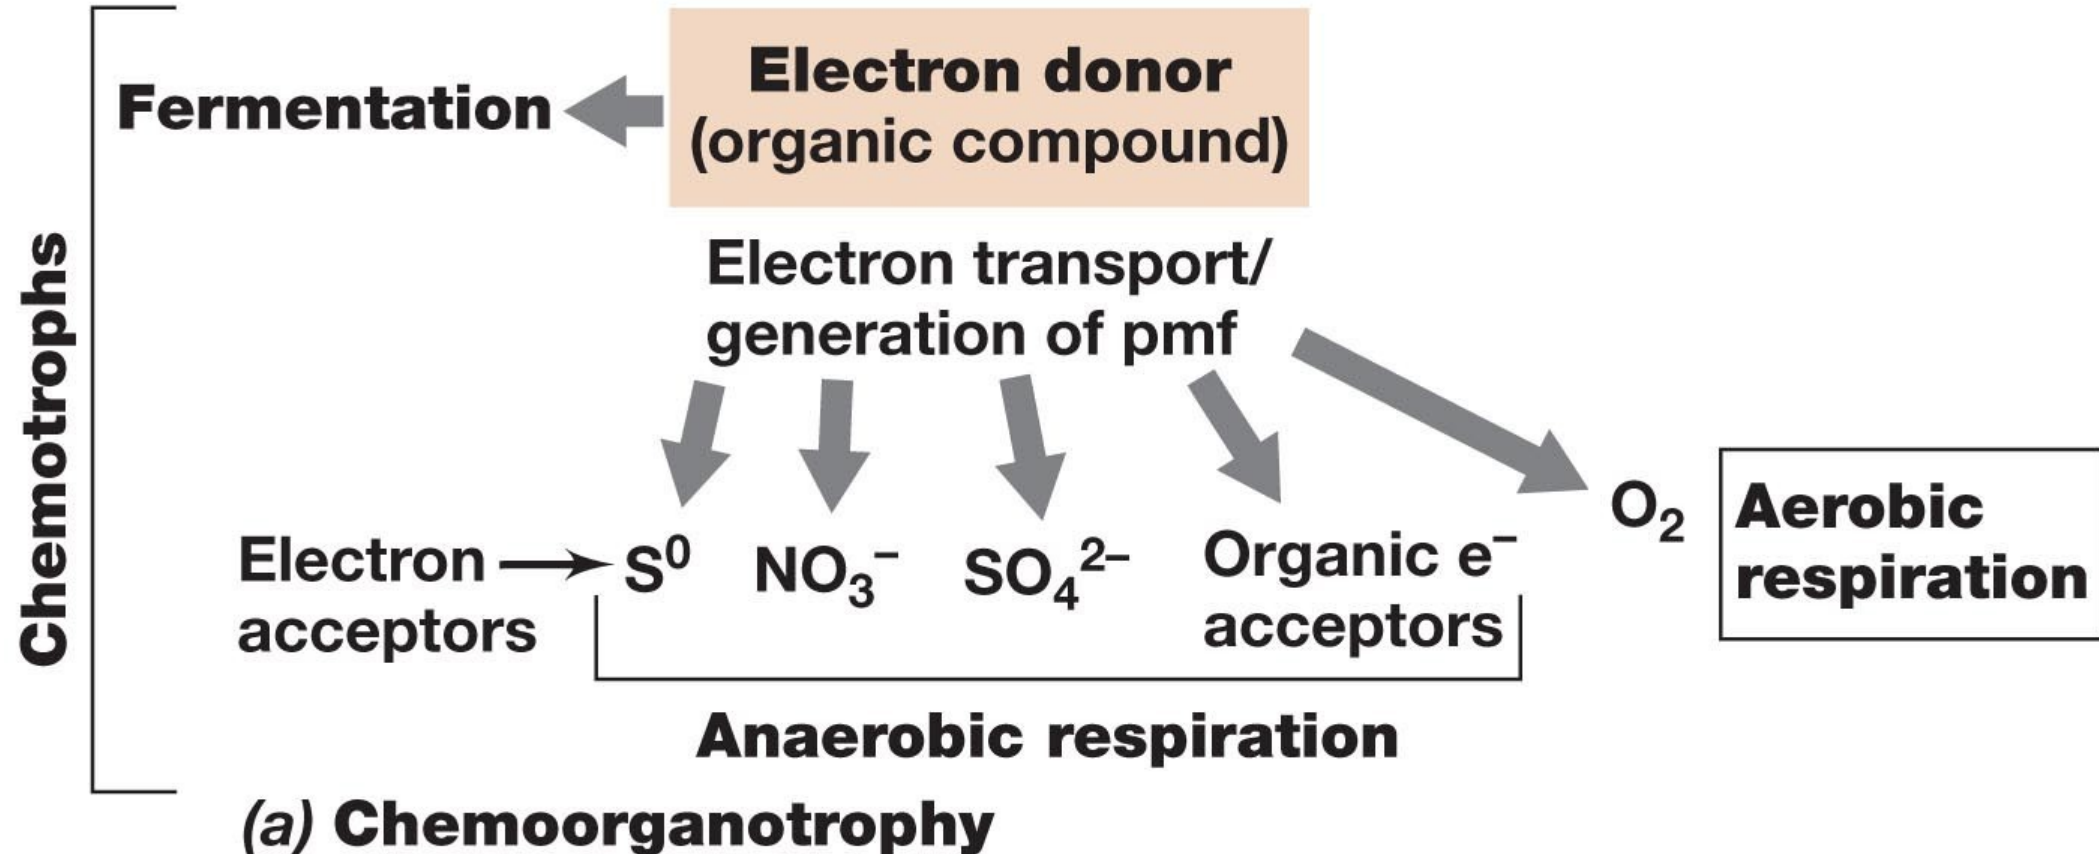 Chemotrophs
Fermentation
Electron donor
(organic compound)
Electron transport/
generation of pmf
Electron
acceptors
S⁰
NO₃⁻
SO₄²⁻
Organic e⁻
acceptors
O₂
Aerobic
respiration
Anaerobic respiration
(a) Chemoorganotrophy